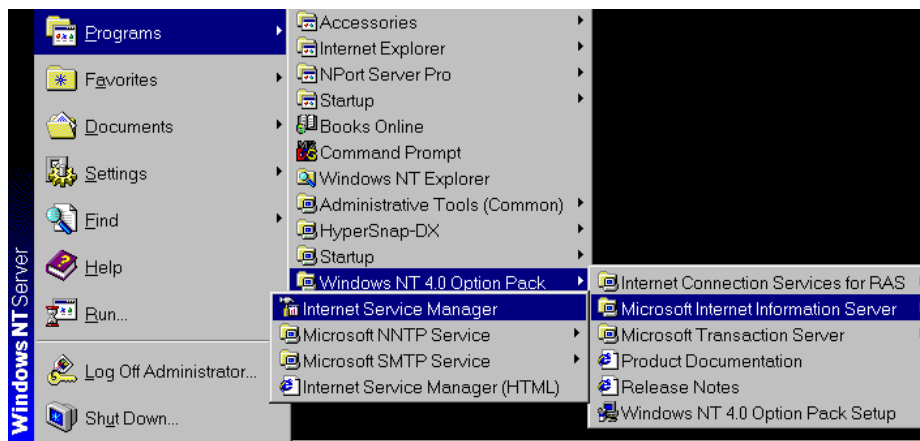 Programs
Favorites
Documents
Settings
Find
Help
Run...
Log Off Administrator...
Shut Down...
Windows NT Server
Accessories
Internet Explorer
NPort Server Pro
Startup
Books Online
Command Prompt
Windows NT Explorer
Administrative Tools (Common)
HyperSnap-DX
Startup
Windows NT 4.0 Option Pack
Internet Connection Services for RAS
Microsoft Internet Information Server
Microsoft Transaction Server
Product Documentation
Release Notes
Windows NT 4.0 Option Pack Setup
Internet Service Manager
Microsoft NNTP Service
Microsoft SMTP Service
Internet Service Manager (HTML)